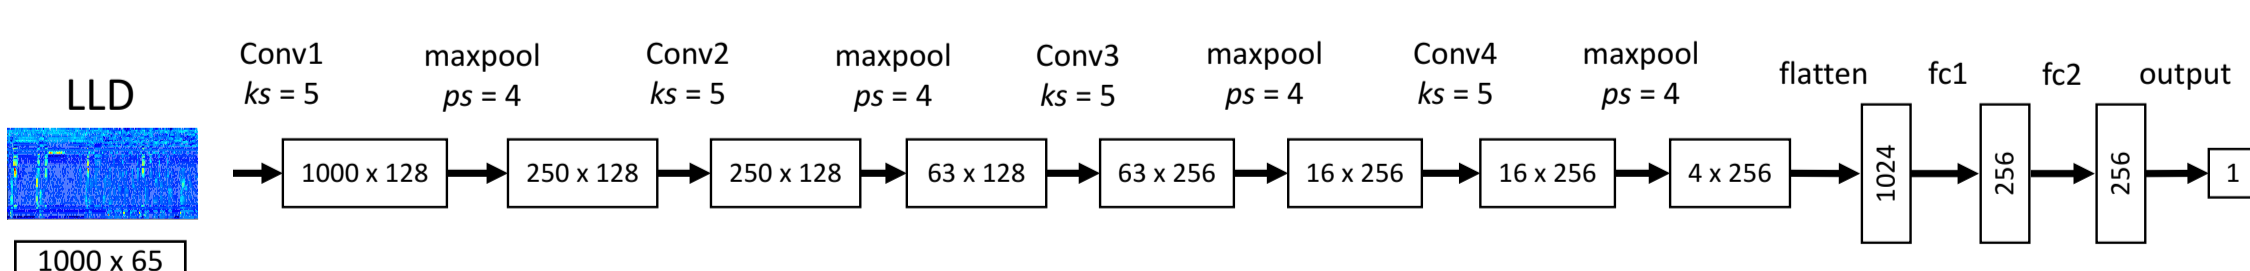 LLD
1000 x 65
Conv1
ks = 5
1000 x 128
maxpool
ps = 4
250 x 128
Conv2
ks = 5
250 x 128
maxpool
ps = 4
63 x 128
Conv3
ks = 5
63 x 256
maxpool
ps = 4
16 x 256
Conv4
ks = 5
16 x 256
maxpool
ps = 4
4 x 256
flatten
1024
fc1
256
fc2
256
output
1